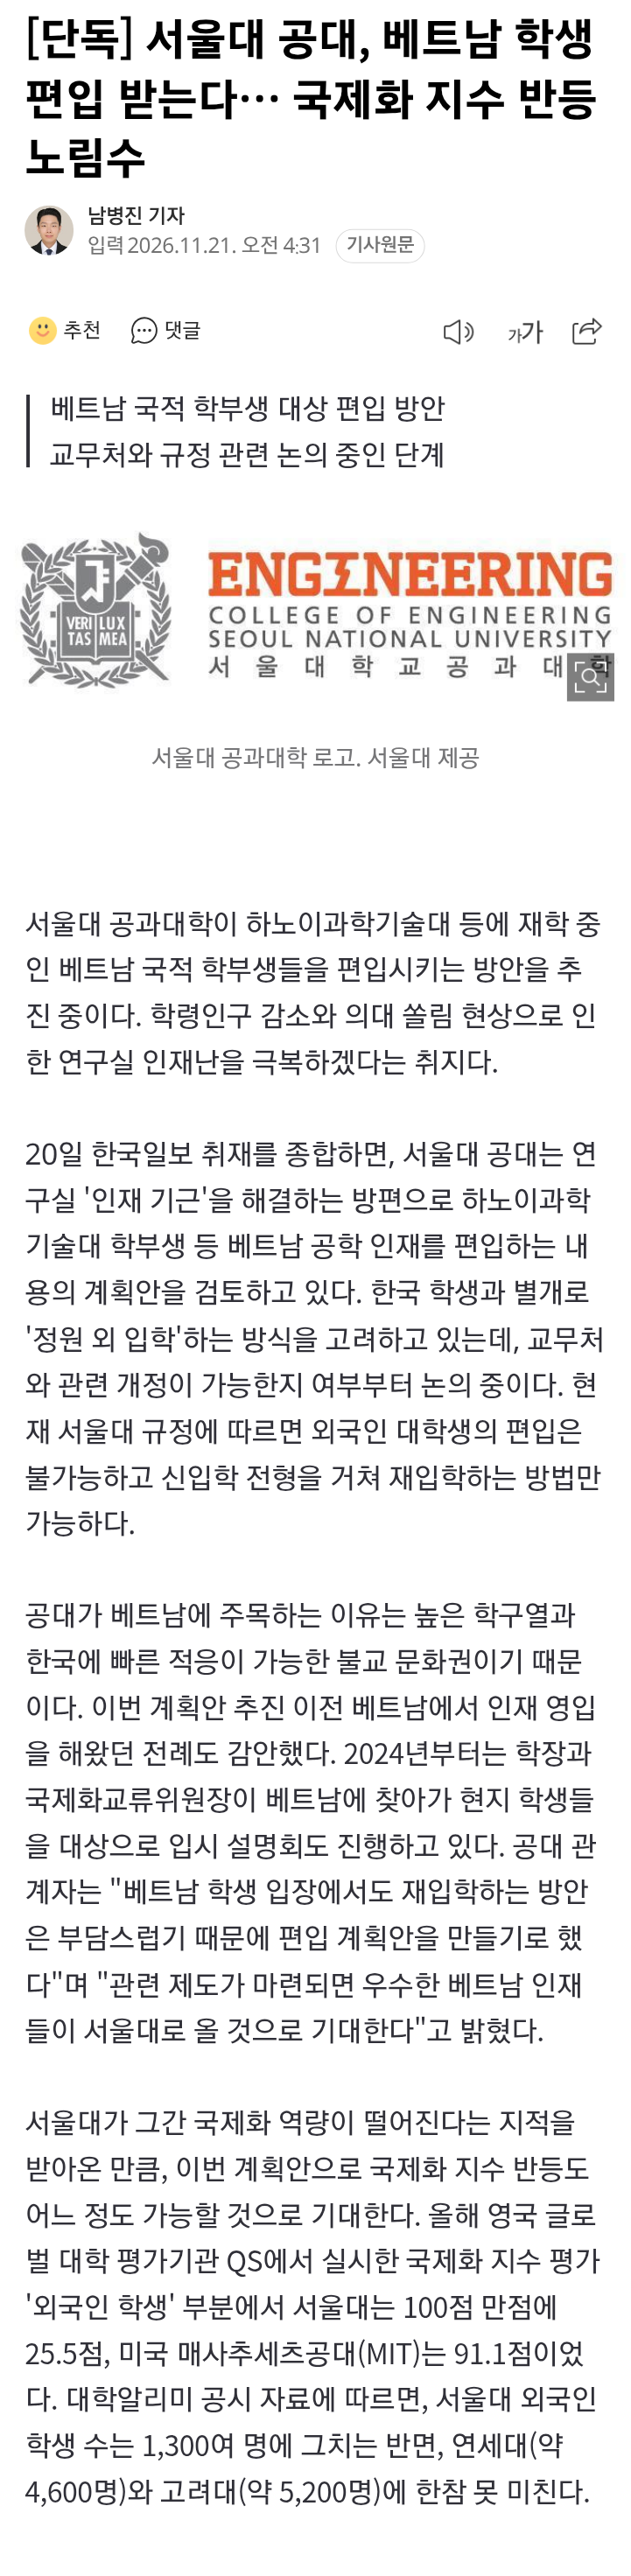 [단독] 서울대 공대, 베트남 학생
편입 받는다… 국제화 지수 반등
노림수
남병진 기자
입력 2026.11.21. 오전 4:31 기사원문
추천 댓글 가가
베트남 국적 학부생 대상 편입 방안
교무처와 규정 관련 논의 중인 단계
VERI LUX
TAS MEA
ENGINEERING
COLLEGE OF ENGINEERING
SEOUL NATIONAL UNIVERSITY
서 울 대 학 교 공 과 대 학
서울대 공과대학 로고. 서울대 제공
서울대 공과대학이 하노이과학기술대 등에 재학 중
인 베트남 국적 학부생들을 편입시키는 방안을 추
진 중이다. 학령인구 감소와 의대 쏠림 현상으로 인
한 연구실 인재난을 극복하겠다는 취지다.
20일 한국일보 취재를 종합하면, 서울대 공대는 연
구실 '인재 기근'을 해결하는 방편으로 하노이과학
기술대 학부생 등 베트남 공학 인재를 편입하는 내
용의 계획안을 검토하고 있다. 한국 학생과 별개로
'정원 외 입학'하는 방식을 고려하고 있는데, 교무처
와 관련 개정이 가능한지 여부부터 논의 중이다. 현
재 서울대 규정에 따르면 외국인 대학생의 편입은
불가능하고 신입학 전형을 거쳐 재입학하는 방법만
가능하다.
공대가 베트남에 주목하는 이유는 높은 학구열과
한국에 빠른 적응이 가능한 불교 문화권이기 때문
이다. 이번 계획안 추진 이전 베트남에서 인재 영입
을 해왔던 전례도 감안했다. 2024년부터는 학장과
국제화교류위원장이 베트남에 찾아가 현지 학생들
을 대상으로 입시 설명회도 진행하고 있다. 공대 관
계자는 "베트남 학생 입장에서도 재입학하는 방안
은 부담스럽기 때문에 편입 계획안을 만들기로 했
다"며 "관련 제도가 마련되면 우수한 베트남 인재
들이 서울대로 올 것으로 기대한다"고 밝혔다.
서울대가 그간 국제화 역량이 떨어진다는 지적을
받아온 만큼, 이번 계획안으로 국제화 지수 반등도
어느 정도 가능할 것으로 기대한다. 올해 영국 글로
벌 대학 평가기관 QS에서 실시한 국제화 지수 평가
'외국인 학생' 부분에서 서울대는 100점 만점에
25.5점, 미국 매사추세츠공대(MIT)는 91.1점이었
다. 대학알리미 공시 자료에 따르면, 서울대 외국인
학생 수는 1,300여 명에 그치는 반면, 연세대(약
4,600명)와 고려대(약 5,200명)에 한참 못 미친다.